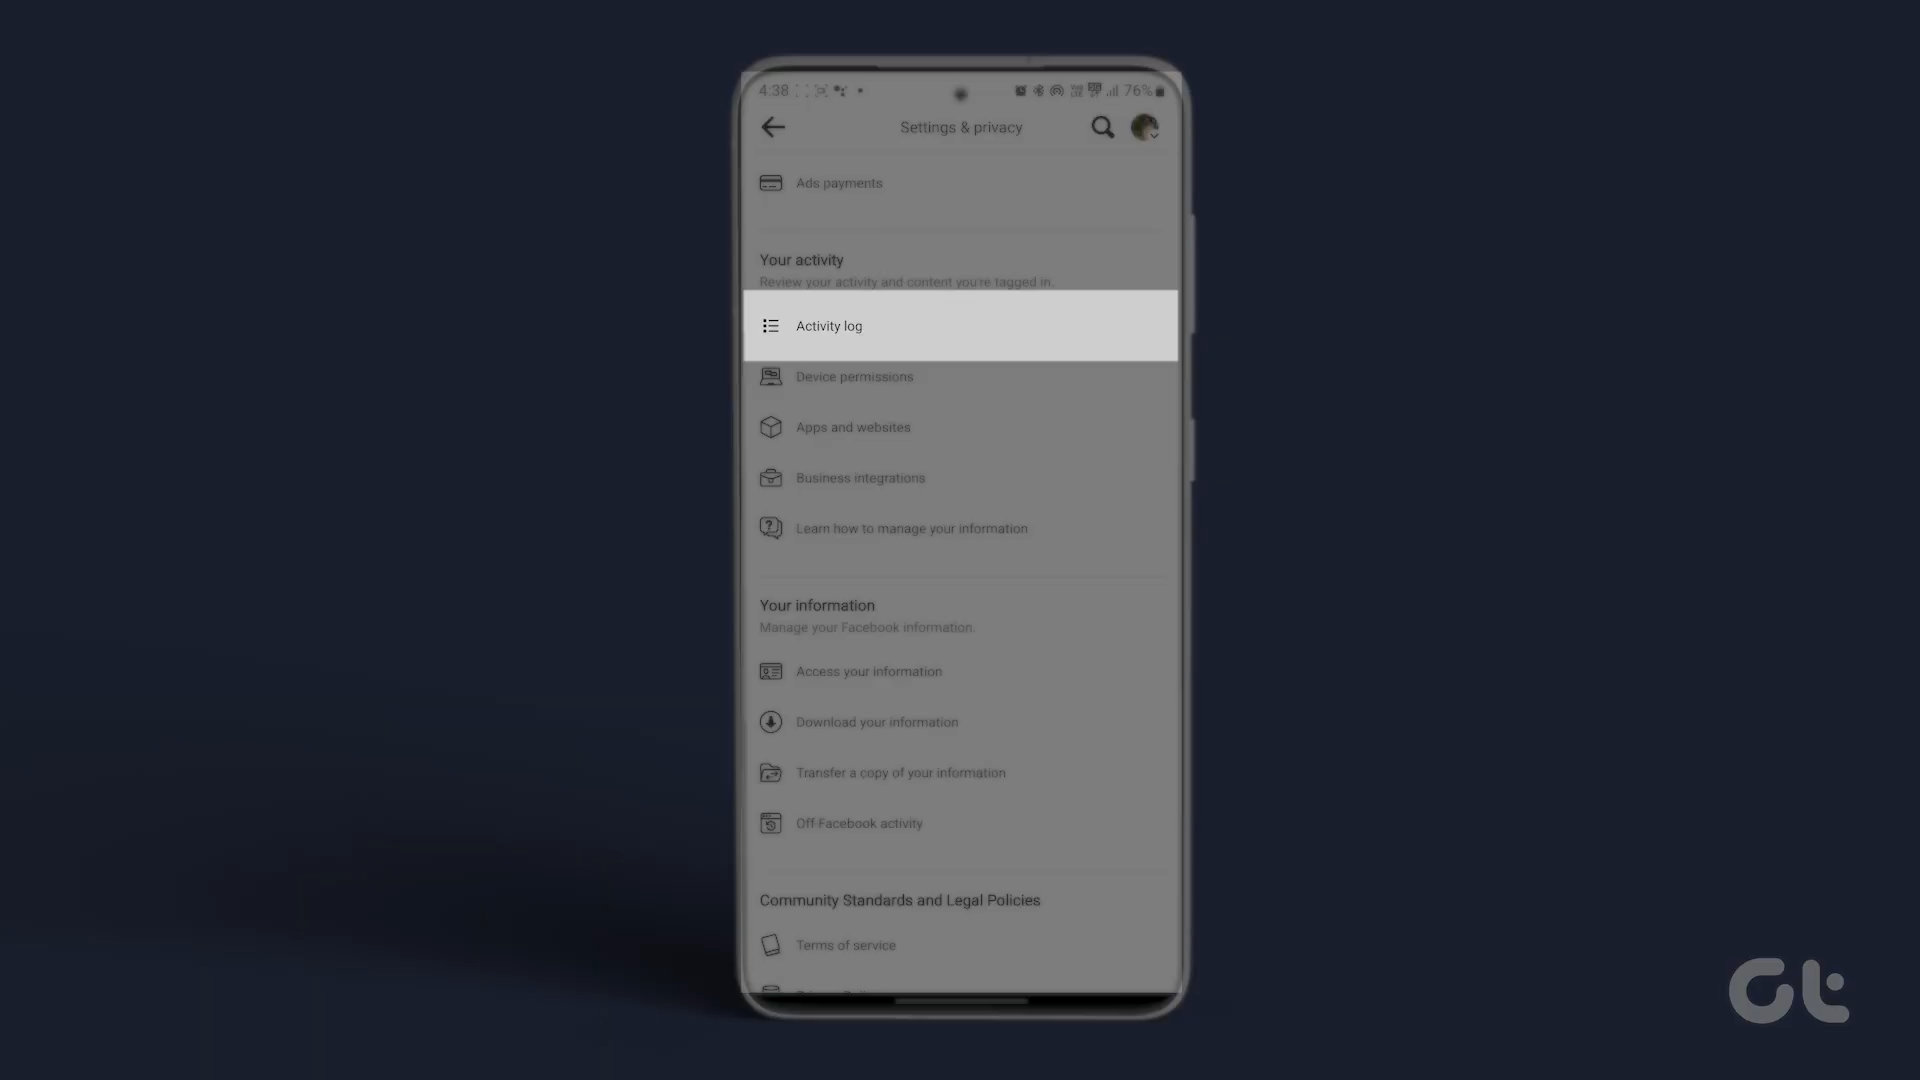 4:38 76%
Settings & privacy
Ads payments
Your activity
Review your activity and content you're tagged in.
Activity log
Device permissions
Apps and websites
Business integrations
Learn how to manage your information
Your information
Manage your Facebook information.
Access your information
Download your information
Transfer a copy of your information
Off-Facebook activity
Community Standards and Legal Policies
Terms of service
Gt